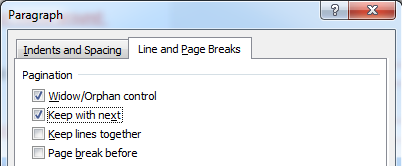 Paragraph
Indents and Spacing
Line and Page Breaks
Pagination
Widow/Orphan control
Keep with next
Keep lines together
Page break before